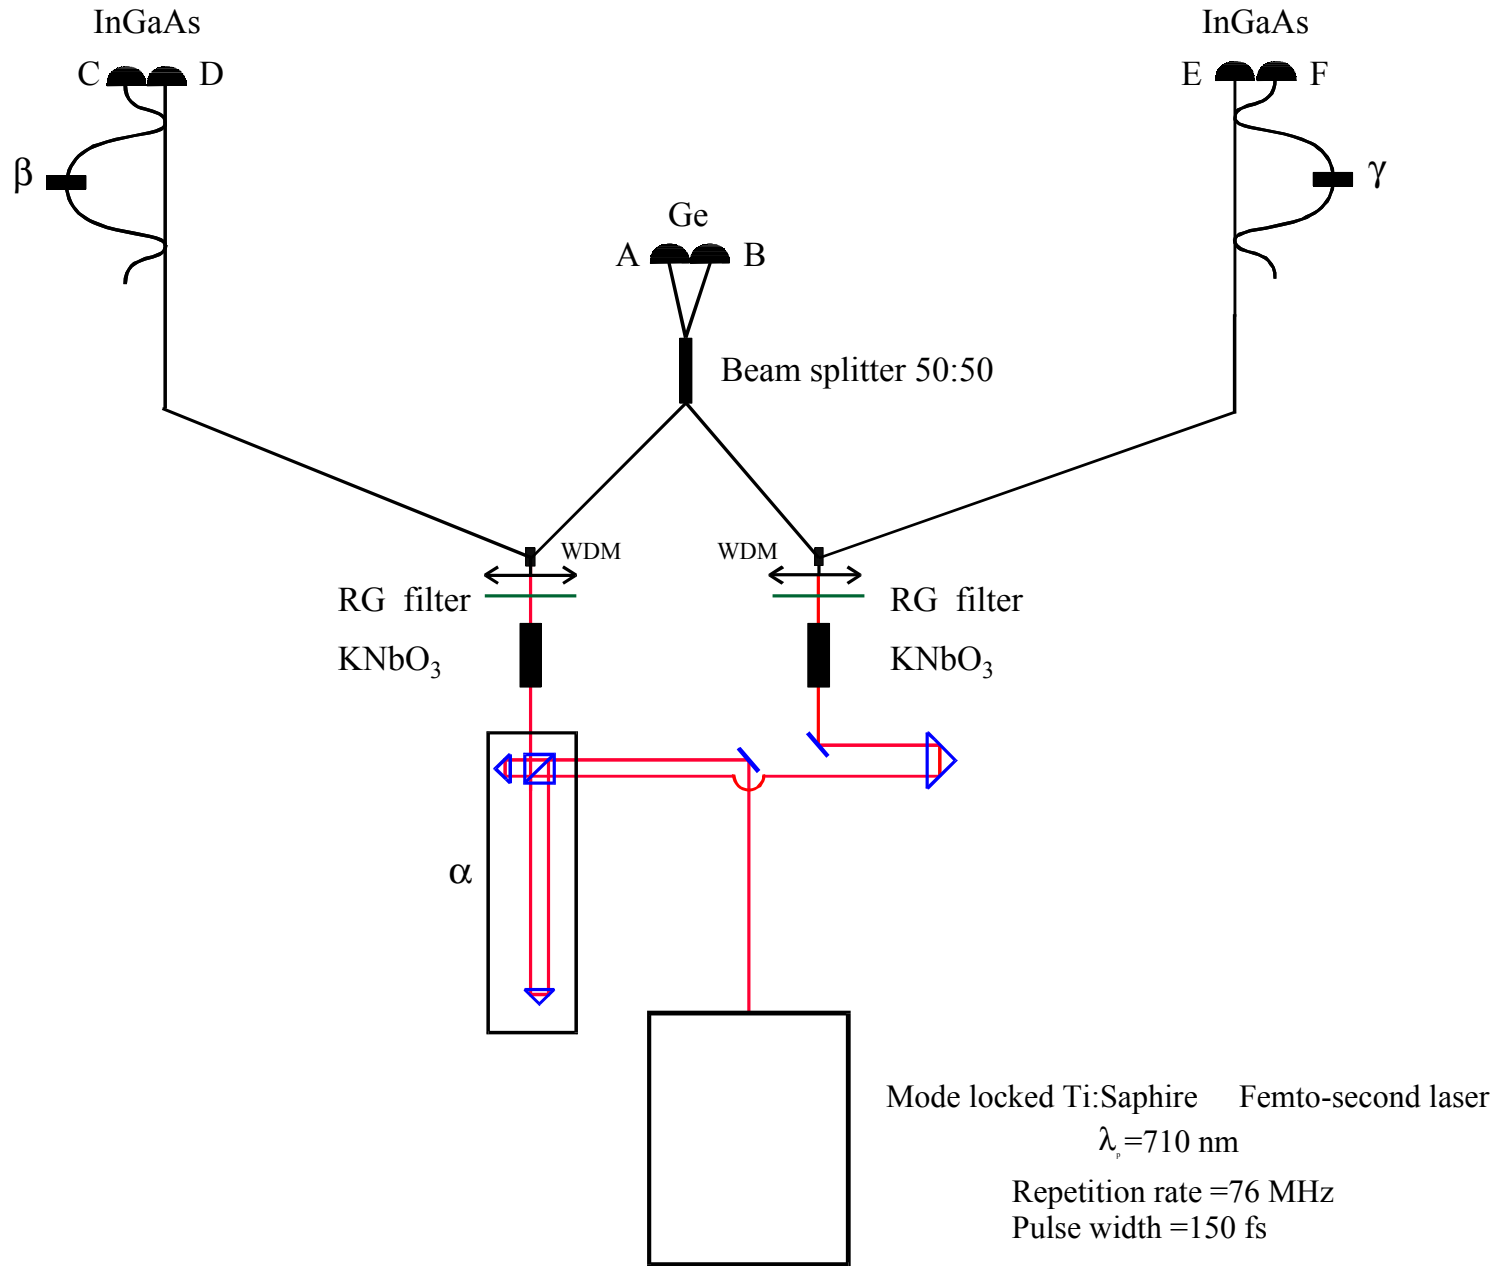 InGaAs InGaAs
C D E F
β γ
Ge
A B
Beam splitter 50:50
WDM WDM
RG filter RG filter
KNbO₃ KNbO₃
α
Mode locked Ti:Saphire Femto-second laser
λₚ=710 nm
Repetition rate =76 MHz
Pulse width =150 fs